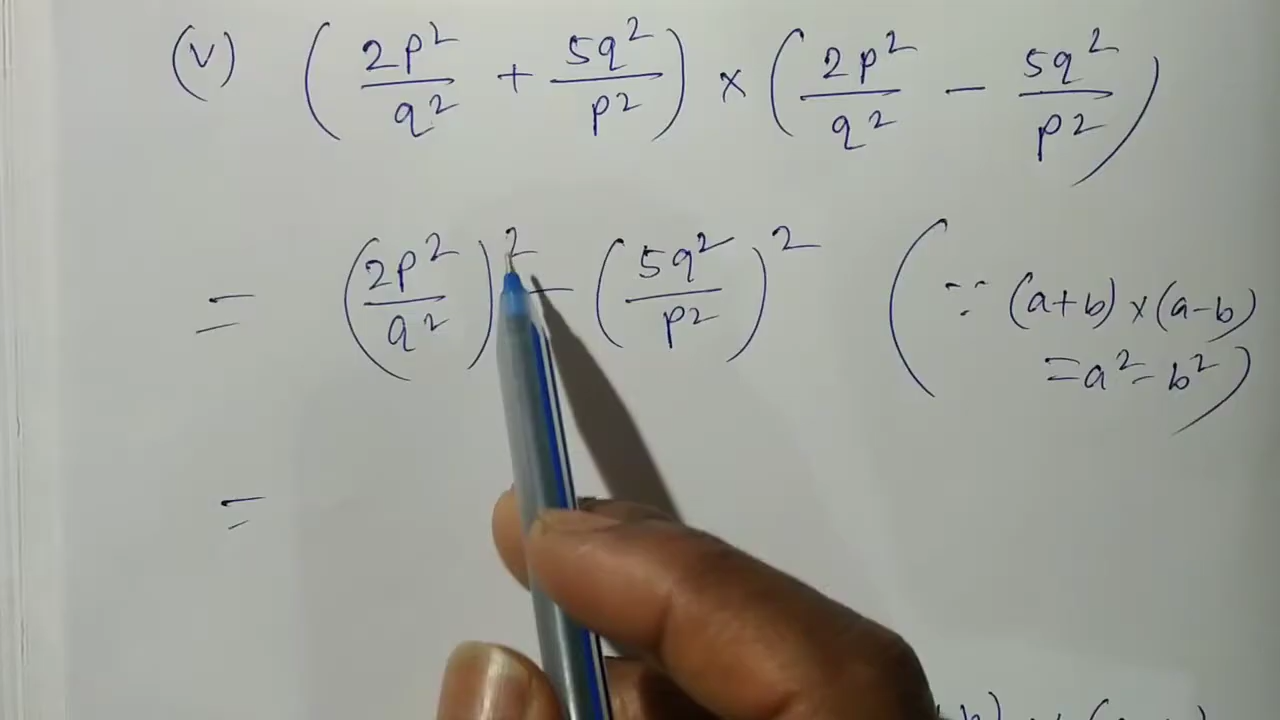 (v) (2p²/q² + 5q²/p²) × (2p²/q² − 5q²/p²)
= (2p²/q²)² − (5q²/p²)² (∵ (a+b) × (a−b)
= a² − b²)
=